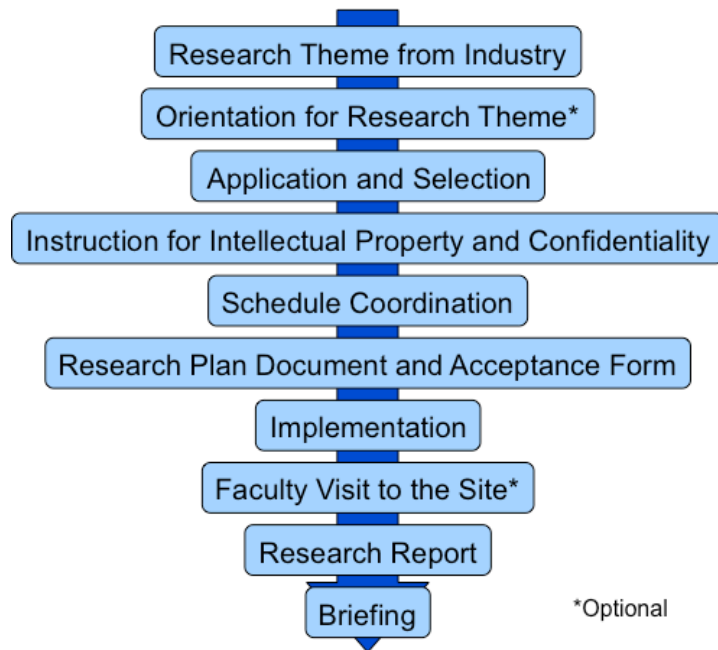 Research Theme from Industry
Orientation for Research Theme*
Application and Selection
Instruction for Intellectual Property and Confidentiality
Schedule Coordination
Research Plan Document and Acceptance Form
Implementation
Faculty Visit to the Site*
Research Report
Briefing
*Optional